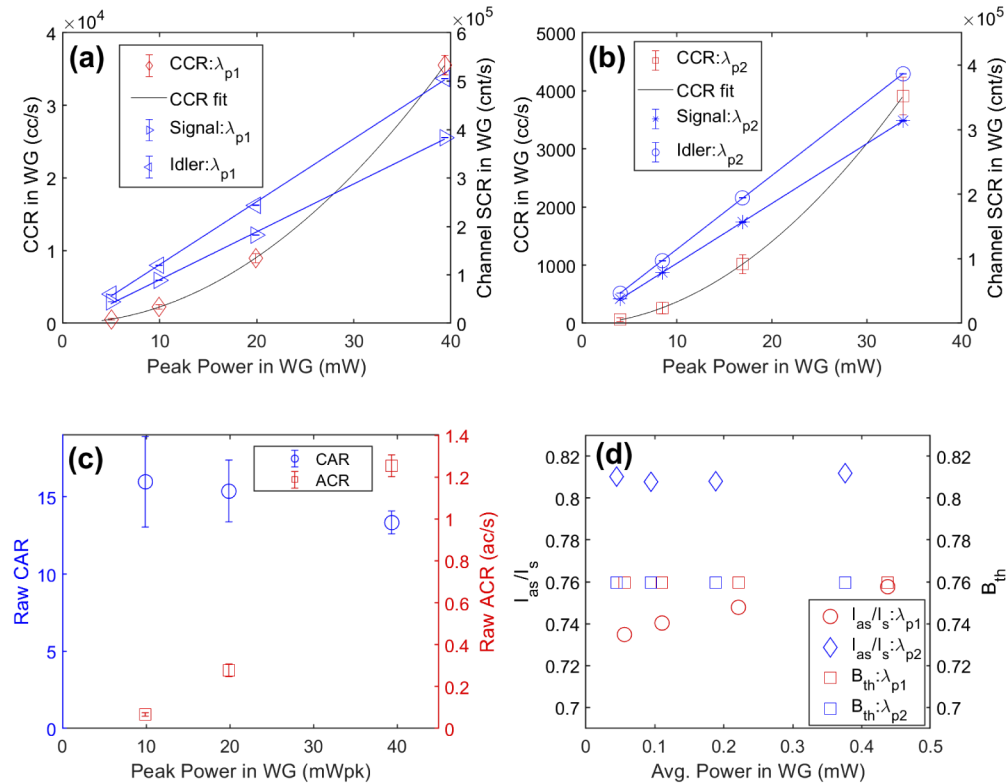 ×10⁴
×10⁵
(a)
CCR:λp1
CCR fit
Signal:λp1
Idler:λp1
4
3
2
1
0
6
5
4
3
2
1
0
CCR in WG (cc/s)
Channel SCR in WG (cnt/s)
0 10 20 30 40
Peak Power in WG (mW)
×10⁵
(b)
CCR:λp2
CCR fit
Signal:λp2
Idler:λp2
5000
4000
3000
2000
1000
0
4
3
2
1
0
CCR in WG (cc/s)
Channel SCR in WG (cnt/s)
0 10 20 30 40
Peak Power in WG (mW)
(c)
CAR
ACR
15
10
5
0
1.4
1.2
1
0.8
0.6
0.4
0.2
0
Raw CAR
Raw ACR (ac/s)
0 10 20 30 40
Peak Power in WG (mWpk)
(d)
0.82
0.8
0.78
0.76
0.74
0.72
0.7
0.82
0.8
0.78
0.76
0.74
0.72
0.7
Ias/Is
Bth
Ias/Is:λp1
Ias/Is:λp2
Bth:λp1
Bth:λp2
0 0.1 0.2 0.3 0.4 0.5
Avg. Power in WG (mW)